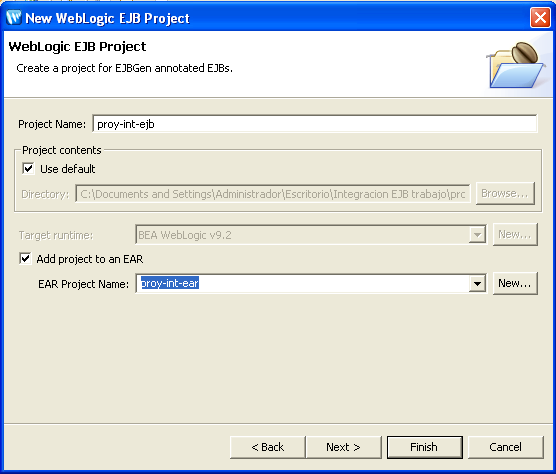 New WebLogic EJB Project
WebLogic EJB Project
Create a project for EJBGen annotated EJBs.
Project Name: proy-int-ejb
Project contents
Use default
Directory: C:\Documents and Settings\Administrador\Escritorio\Integracion EJB trabajo\prc Browse...
Target runtime: BEA WebLogic v9.2 New...
Add project to an EAR
EAR Project Name: proy-int-ear New...
< Back Next > Finish Cancel